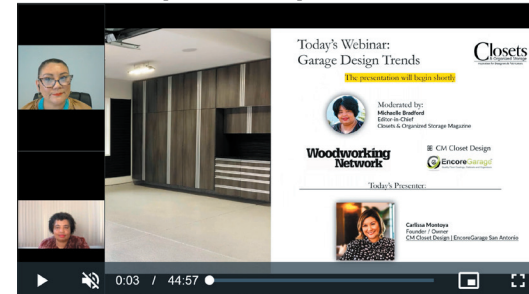 Today's Webinar:
Garage Design Trends
Closets
& Organized Storage
The presentation will begin shortly
Moderated by:
Michaelle Bradford
Editor-in-Chief
Closets & Organized Storage Magazine
Woodworking
Network
CM Closet Design
EncoreGarage
Today's Presenter:
Carlissa Montoya
Founder / Owner
CM Closet Design | EncoreGarage San Antonio
0:03 / 44:57